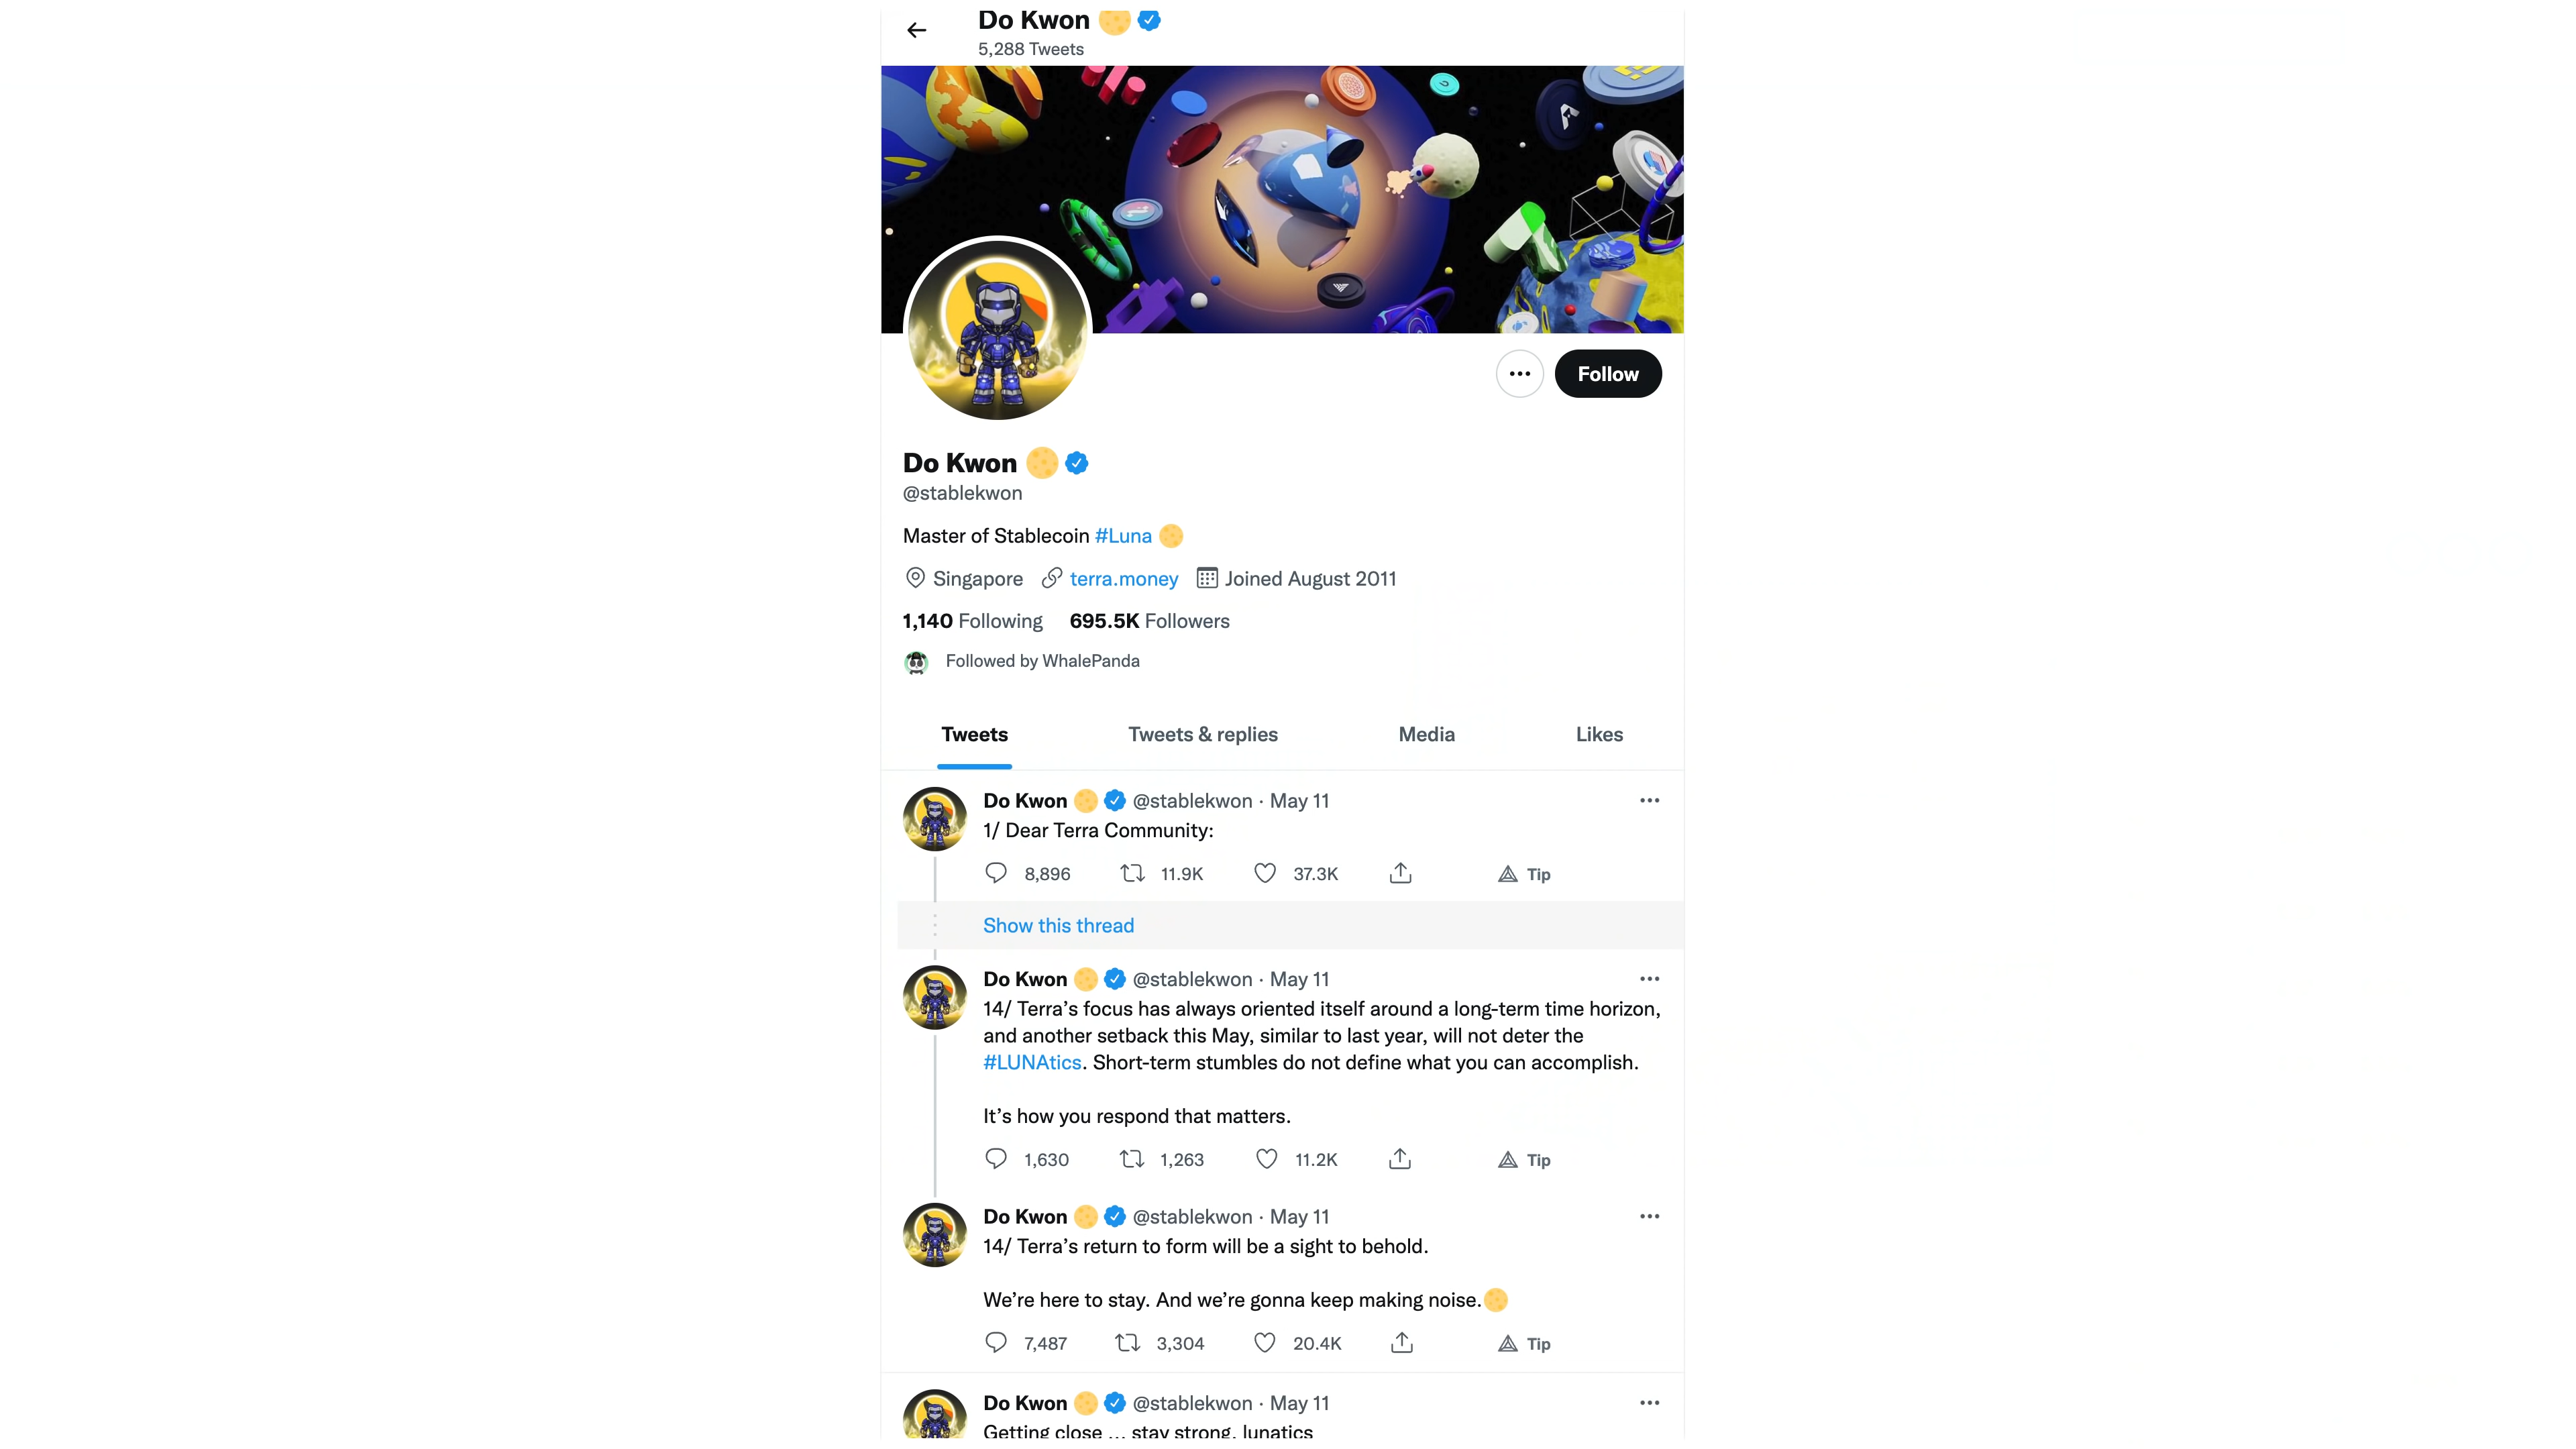 Do Kwon
5,288 Tweets
Follow
Do Kwon
@stablekwon
Master of Stablecoin #Luna
Singapore terra.money Joined August 2011
1,140 Following 695.5K Followers
Followed by WhalePanda
Tweets Tweets & replies Media Likes
Do Kwon @stablekwon · May 11
1/ Dear Terra Community:
8,896 11.9K 37.3K Tip
Show this thread
Do Kwon @stablekwon · May 11
14/ Terra’s focus has always oriented itself around a long-term time horizon,
and another setback this May, similar to last year, will not deter the
#LUNAtics. Short-term stumbles do not define what you can accomplish.
It’s how you respond that matters.
1,630 1,263 11.2K Tip
Do Kwon @stablekwon · May 11
14/ Terra’s return to form will be a sight to behold.
We’re here to stay. And we’re gonna keep making noise.
7,487 3,304 20.4K Tip
Do Kwon @stablekwon · May 11
Getting close ... stay strong, lunatics